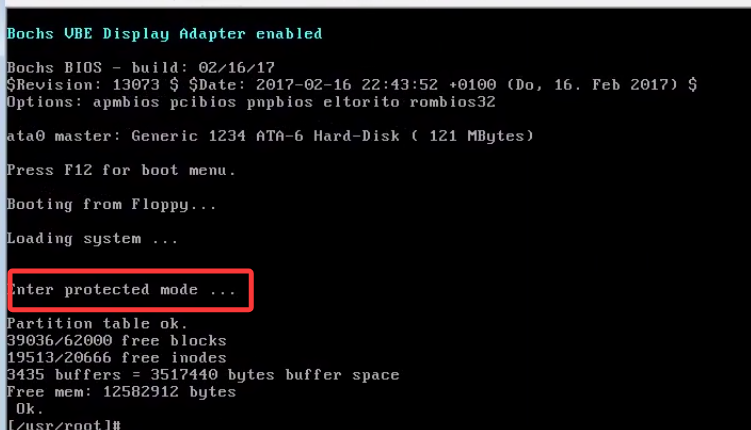 Bochs VBE Display Adapter enabled
Bochs BIOS - build: 02/16/17
$Revision: 13073 $ $Date: 2017-02-16 22:43:52 +0100 (Do, 16. Feb 2017) $
Options: apmbios pcibios pnpbios eltorito rombios32
ata0 master: Generic 1234 ATA-6 Hard-Disk ( 121 MBytes)
Press F12 for boot menu.
Booting from Floppy...
Loading system ...
Enter protected mode ...
Partition table ok.
39036/62000 free blocks
19513/20666 free inodes
3435 buffers = 3517440 bytes buffer space
Free mem: 12582912 bytes
Ok.
[/usr/root]#